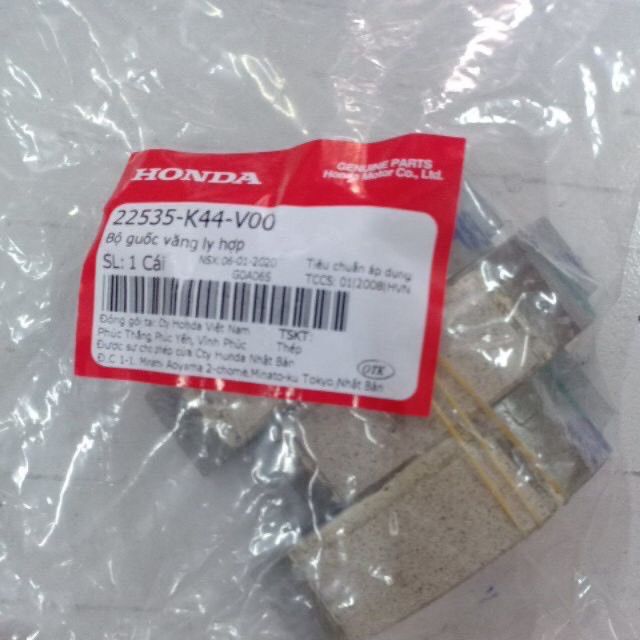 HONDA
GENUINE PARTS
Honda Motor Co., Ltd.
22535-K44-V00
Bộ guốc văng ly hợp
SL: 1 Cái
NSX:06-01-2020
G0A065
Tiêu chuẩn áp dụng
TCCS: 01|2008|HVN
Đóng gói tại: Cty Honda Việt Nam
TSKT:
Phúc Thắng Phúc Yên, Vĩnh Phúc
Thép
Được sự cho phép của Cty Honda Nhật Bản
Đ.C 1-1, Minami Aoyama 2-chome, Minato-ku Tokyo, Nhật Bản
OTK